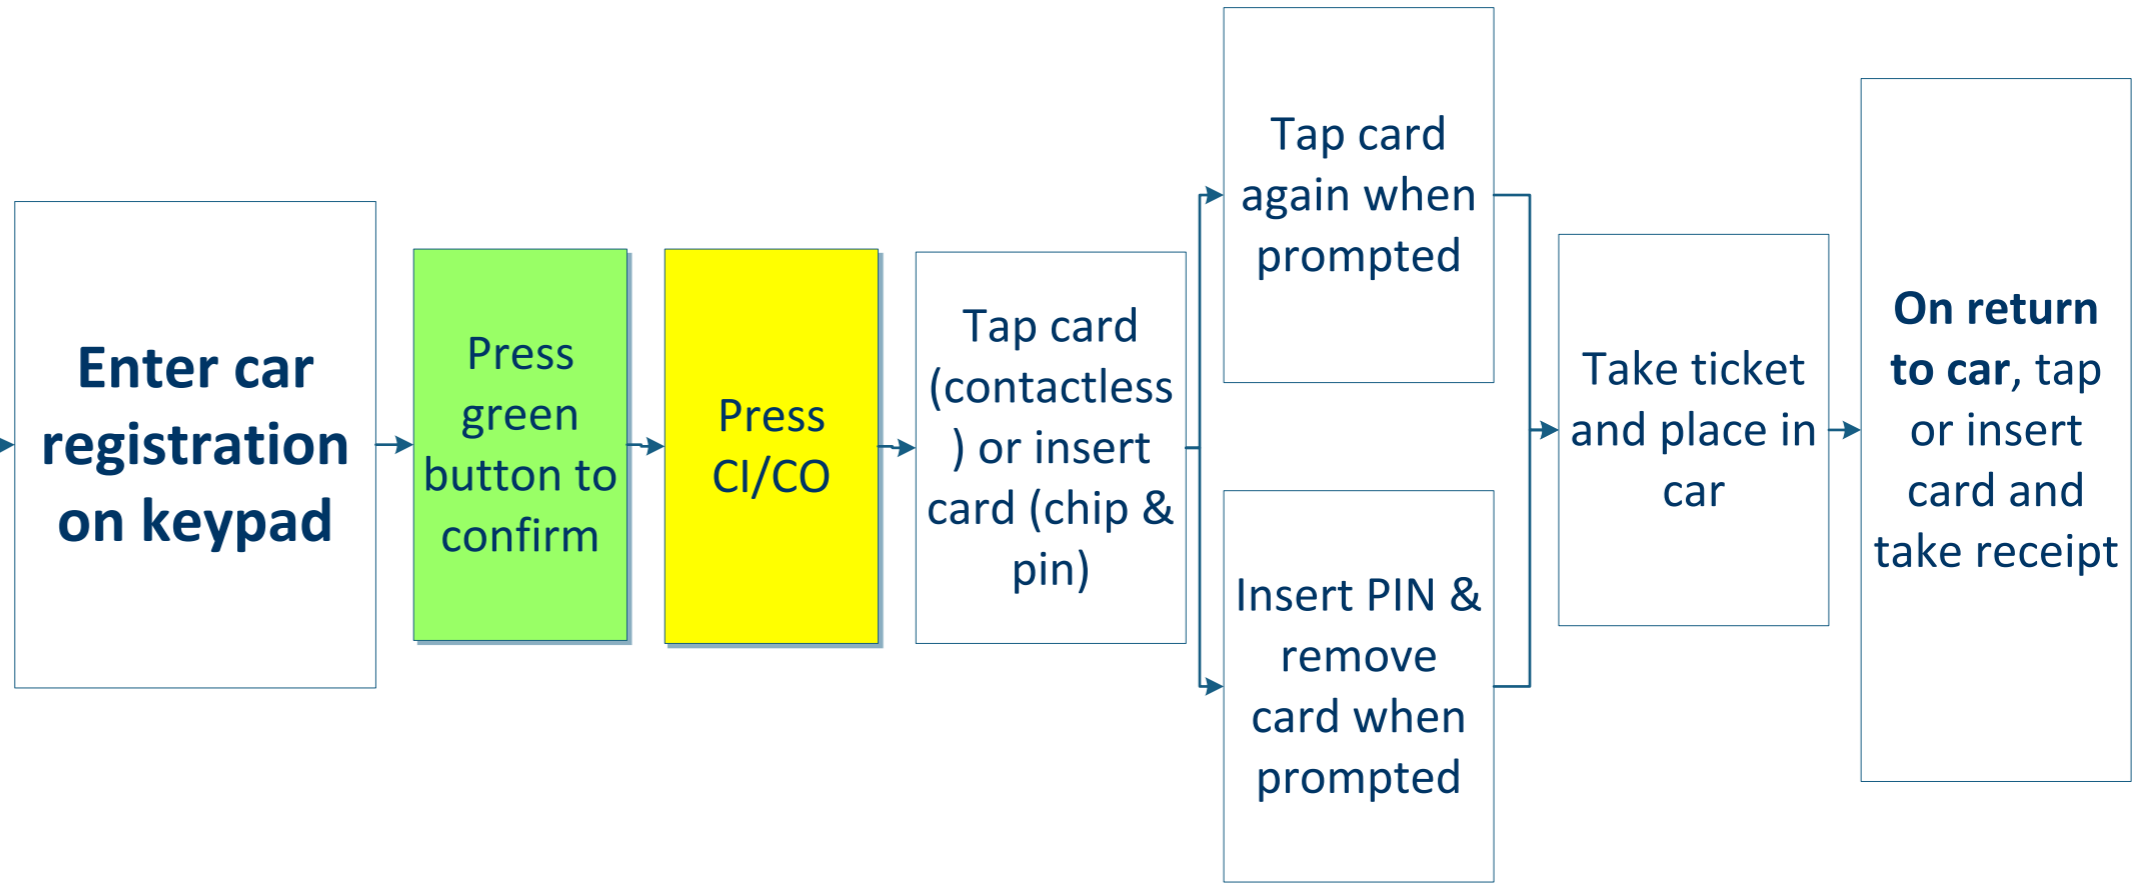 Enter car
registration
on keypad
Press
green
button to
confirm
Press
CI/CO
Tap card
(contactless
) or insert
card (chip &
pin)
Tap card
again when
prompted
Insert PIN &
remove
card when
prompted
Take ticket
and place in
car
On return
to car, tap
or insert
card and
take receipt